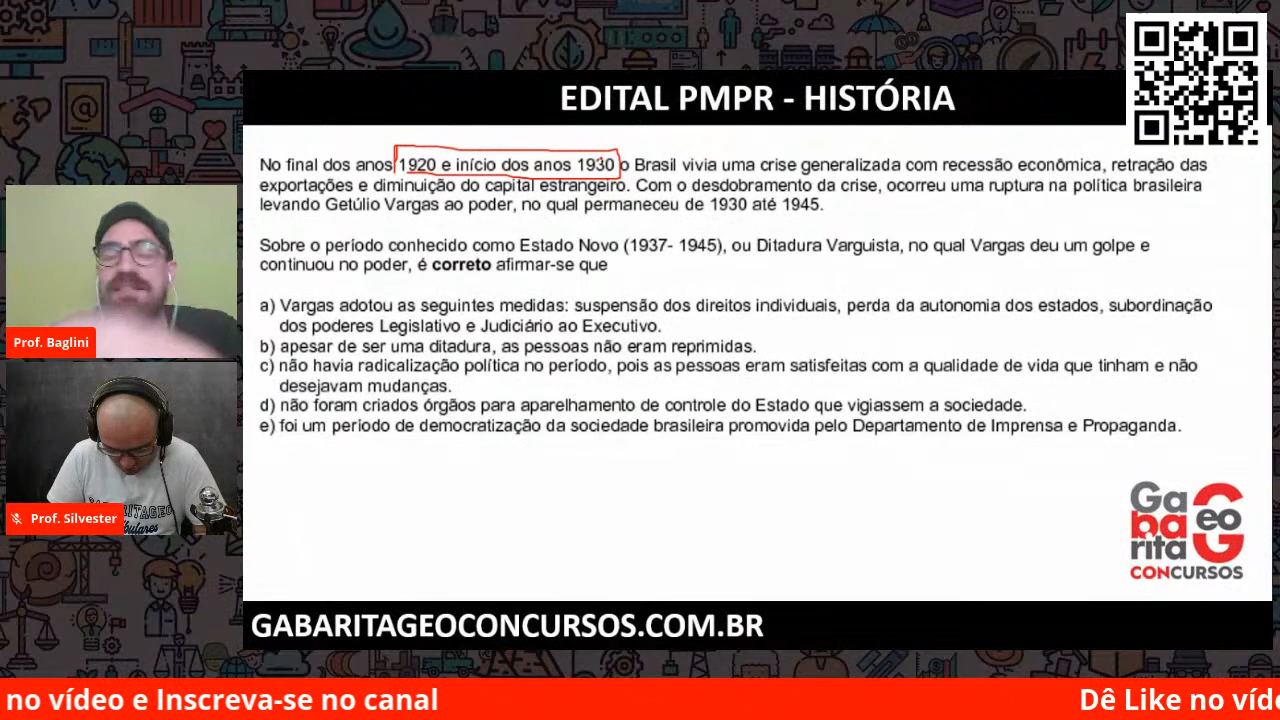 EDITAL PMPR - HISTÓRIA
No final dos anos 1920 e início dos anos 1930 o Brasil vivia uma crise generalizada com recessão econômica, retração das
exportações e diminuição do capital estrangeiro. Com o desdobramento da crise, ocorreu uma ruptura na política brasileira
levando Getúlio Vargas ao poder, no qual permaneceu de 1930 até 1945.
Sobre o período conhecido como Estado Novo (1937- 1945), ou Ditadura Varguista, no qual Vargas deu um golpe e
continuou no poder, é correto afirmar-se que
a) Vargas adotou as seguintes medidas: suspensão dos direitos individuais, perda da autonomia dos estados, subordinação
dos poderes Legislativo e Judiciário ao Executivo.
b) apesar de ser uma ditadura, as pessoas não eram reprimidas.
c) não havia radicalização política no período, pois as pessoas eram satisfeitas com a qualidade de vida que tinham e não
desejavam mudanças.
d) não foram criados órgãos para aparelhamento de controle do Estado que vigiassem a sociedade.
e) foi um período de democratização da sociedade brasileira promovida pelo Departamento de Imprensa e Propaganda.
Prof. Baglini
Prof. Silvester
Ga
ba eo
rita G
CONCURSOS
GABARITAGEOCONCURSOS.COM.BR
no vídeo e Inscreva-se no canal
Dê Like no víde